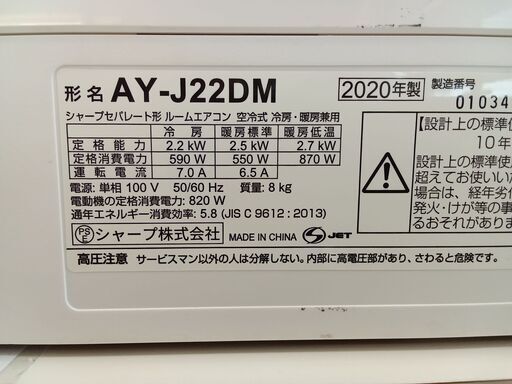 形名 AY-J22DM 2020年製 製造番号
01034
シャープセパレート形 ルームエアコン 空冷式 冷房・暖房兼用
冷房 暖房標準 暖房低温
定格能力 2.2 kW 2.5 kW 2.7 kW
定格消費電力 590 W 550 W 870 W
運転電流 7.0 A 6.5 A
電源: 単相 100 V 50/60 Hz 質量: 8 kg
電動機の定格消費電力: 820 W
通年エネルギー消費効率: 5.8 (JIS C 9612 : 2013)
PSE シャープ株式会社 MADE IN CHINA S JET
高圧注意 サービスマン以外の人は分解しない。内部に高電圧部があり、さわると危険です。
【設計上の標準使
10年
設計上の標準使用
超えてお使いいた
場合は、経年劣化
発火・けが等の事
るおそれがありま